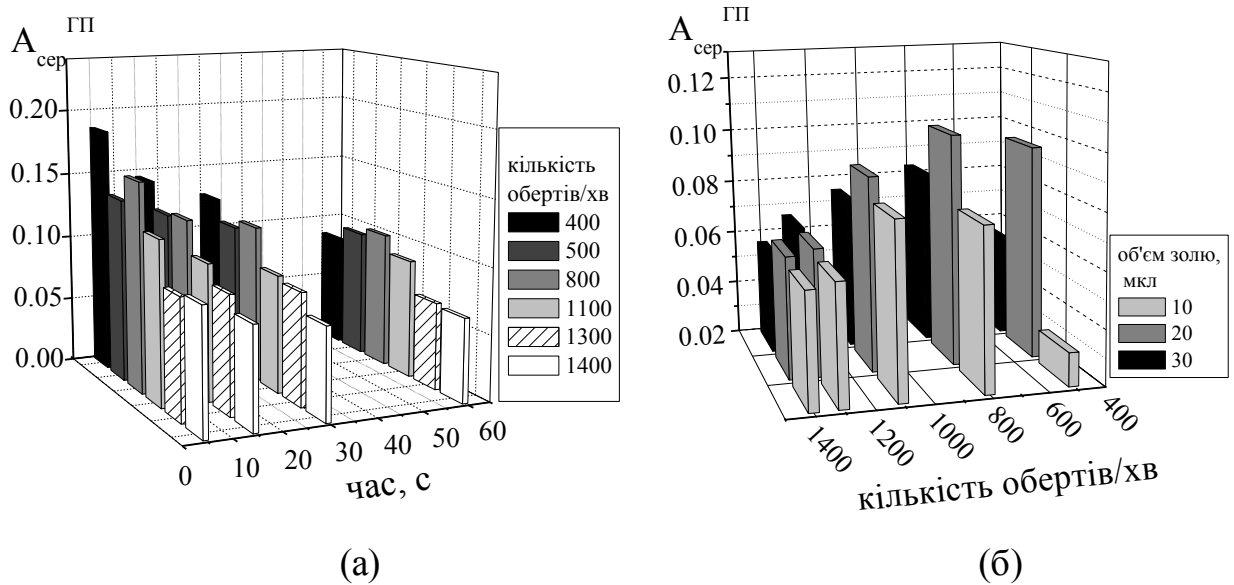 ГП
A сер
0.20
0.15
0.10
0.05
0.00
0 10 20 30 40 50 60
час, с
кількість
обертів/хв
400
500
800
1100
1300
1400
(а)
ГП
A сер
0.12
0.10
0.08
0.06
0.04
0.02
1400 1200 1000 800 600 400
кількість обертів/хв
об'єм золю,
мкл
10
20
30
(б)